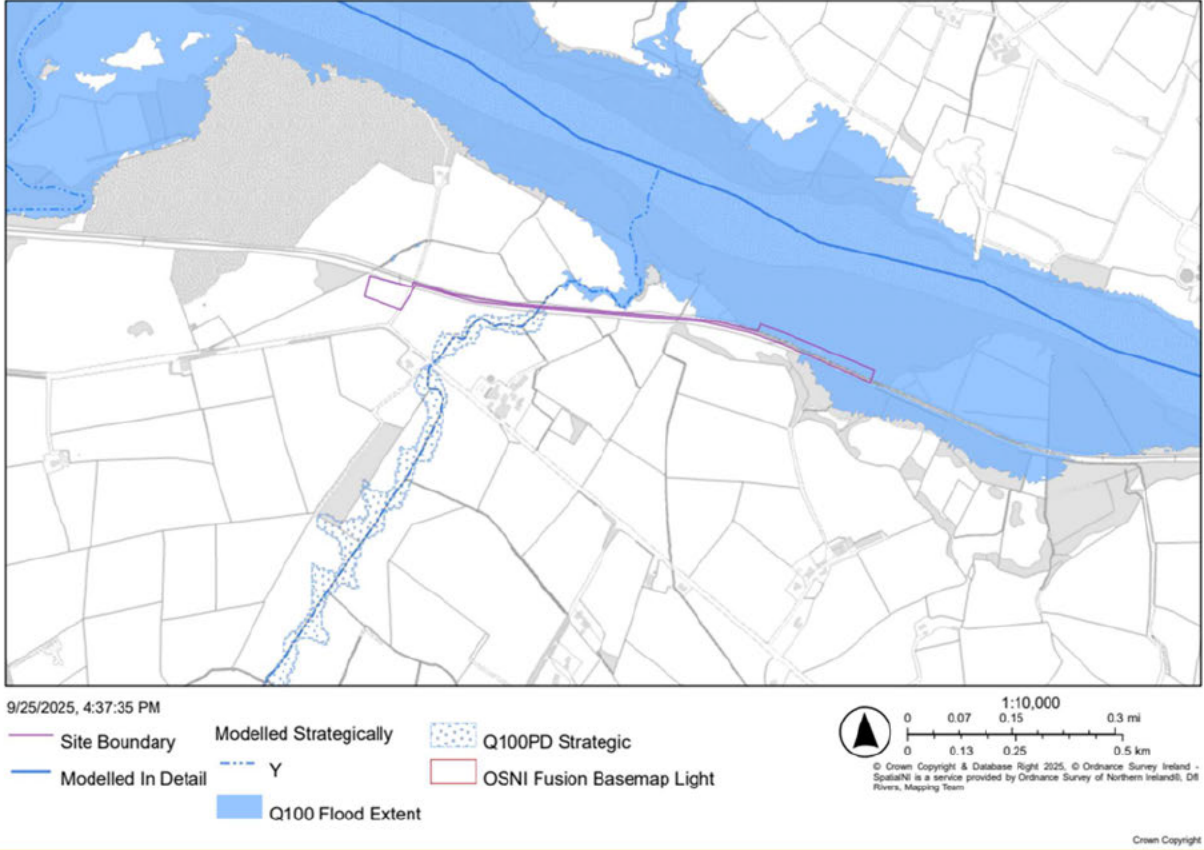 9/25/2025, 4:37:35 PM
Site Boundary
Modelled In Detail
Modelled Strategically
Y
Q100 Flood Extent
Q100PD Strategic
OSNI Fusion Basemap Light
1:10,000
0 0.07 0.15 0.3 mi
0 0.13 0.25 0.5 km
© Crown Copyright & Database Right 2025, © Ordnance Survey Ireland -
SpatialNI is a service provided by Ordnance Survey of Northern Ireland®, DfI
Rivers, Mapping Team
Crown Copyright